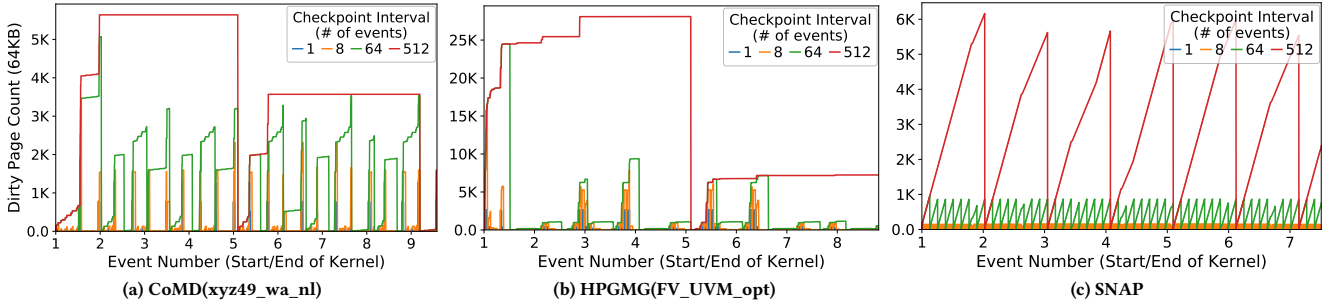 Dirty Page Count (64KB)
5K
4K
3K
2K
1K
0.0
Checkpoint Interval
(# of events)
1 8 64 512
1 2 3 4 5 6 7 8 9
Event Number (Start/End of Kernel)
(a) CoMD(xyz49_wa_nl)
25K
20K
15K
10K
5K
0.0
Checkpoint Interval
(# of events)
1 8 64 512
1 2 3 4 5 6 7 8
Event Number (Start/End of Kernel)
(b) HPGMG(FV_UVM_opt)
6K
5K
4K
3K
2K
1K
0.0
Checkpoint Interval
(# of events)
1 8 64 512
1 2 3 4 5 6 7
Event Number (Start/End of Kernel)
(c) SNAP